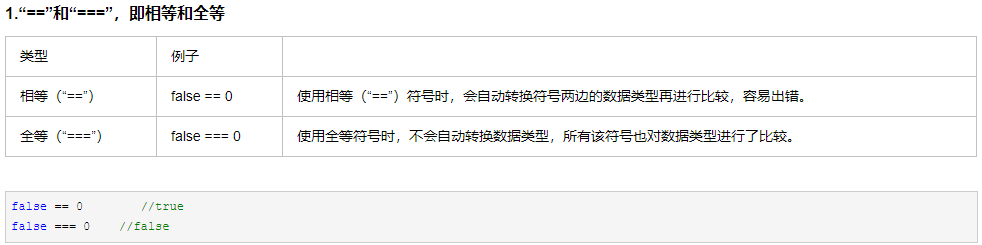 1.“==”和“===”，即相等和全等
类型 例子
相等（“==”） false == 0 使用相等（“==”）符号时，会自动转换符号两边的数据类型再进行比较，容易出错。
全等（“===”） false === 0 使用全等符号时，不会自动转换数据类型，所有该符号也对数据类型进行了比较。
false == 0 //true
false === 0 //false